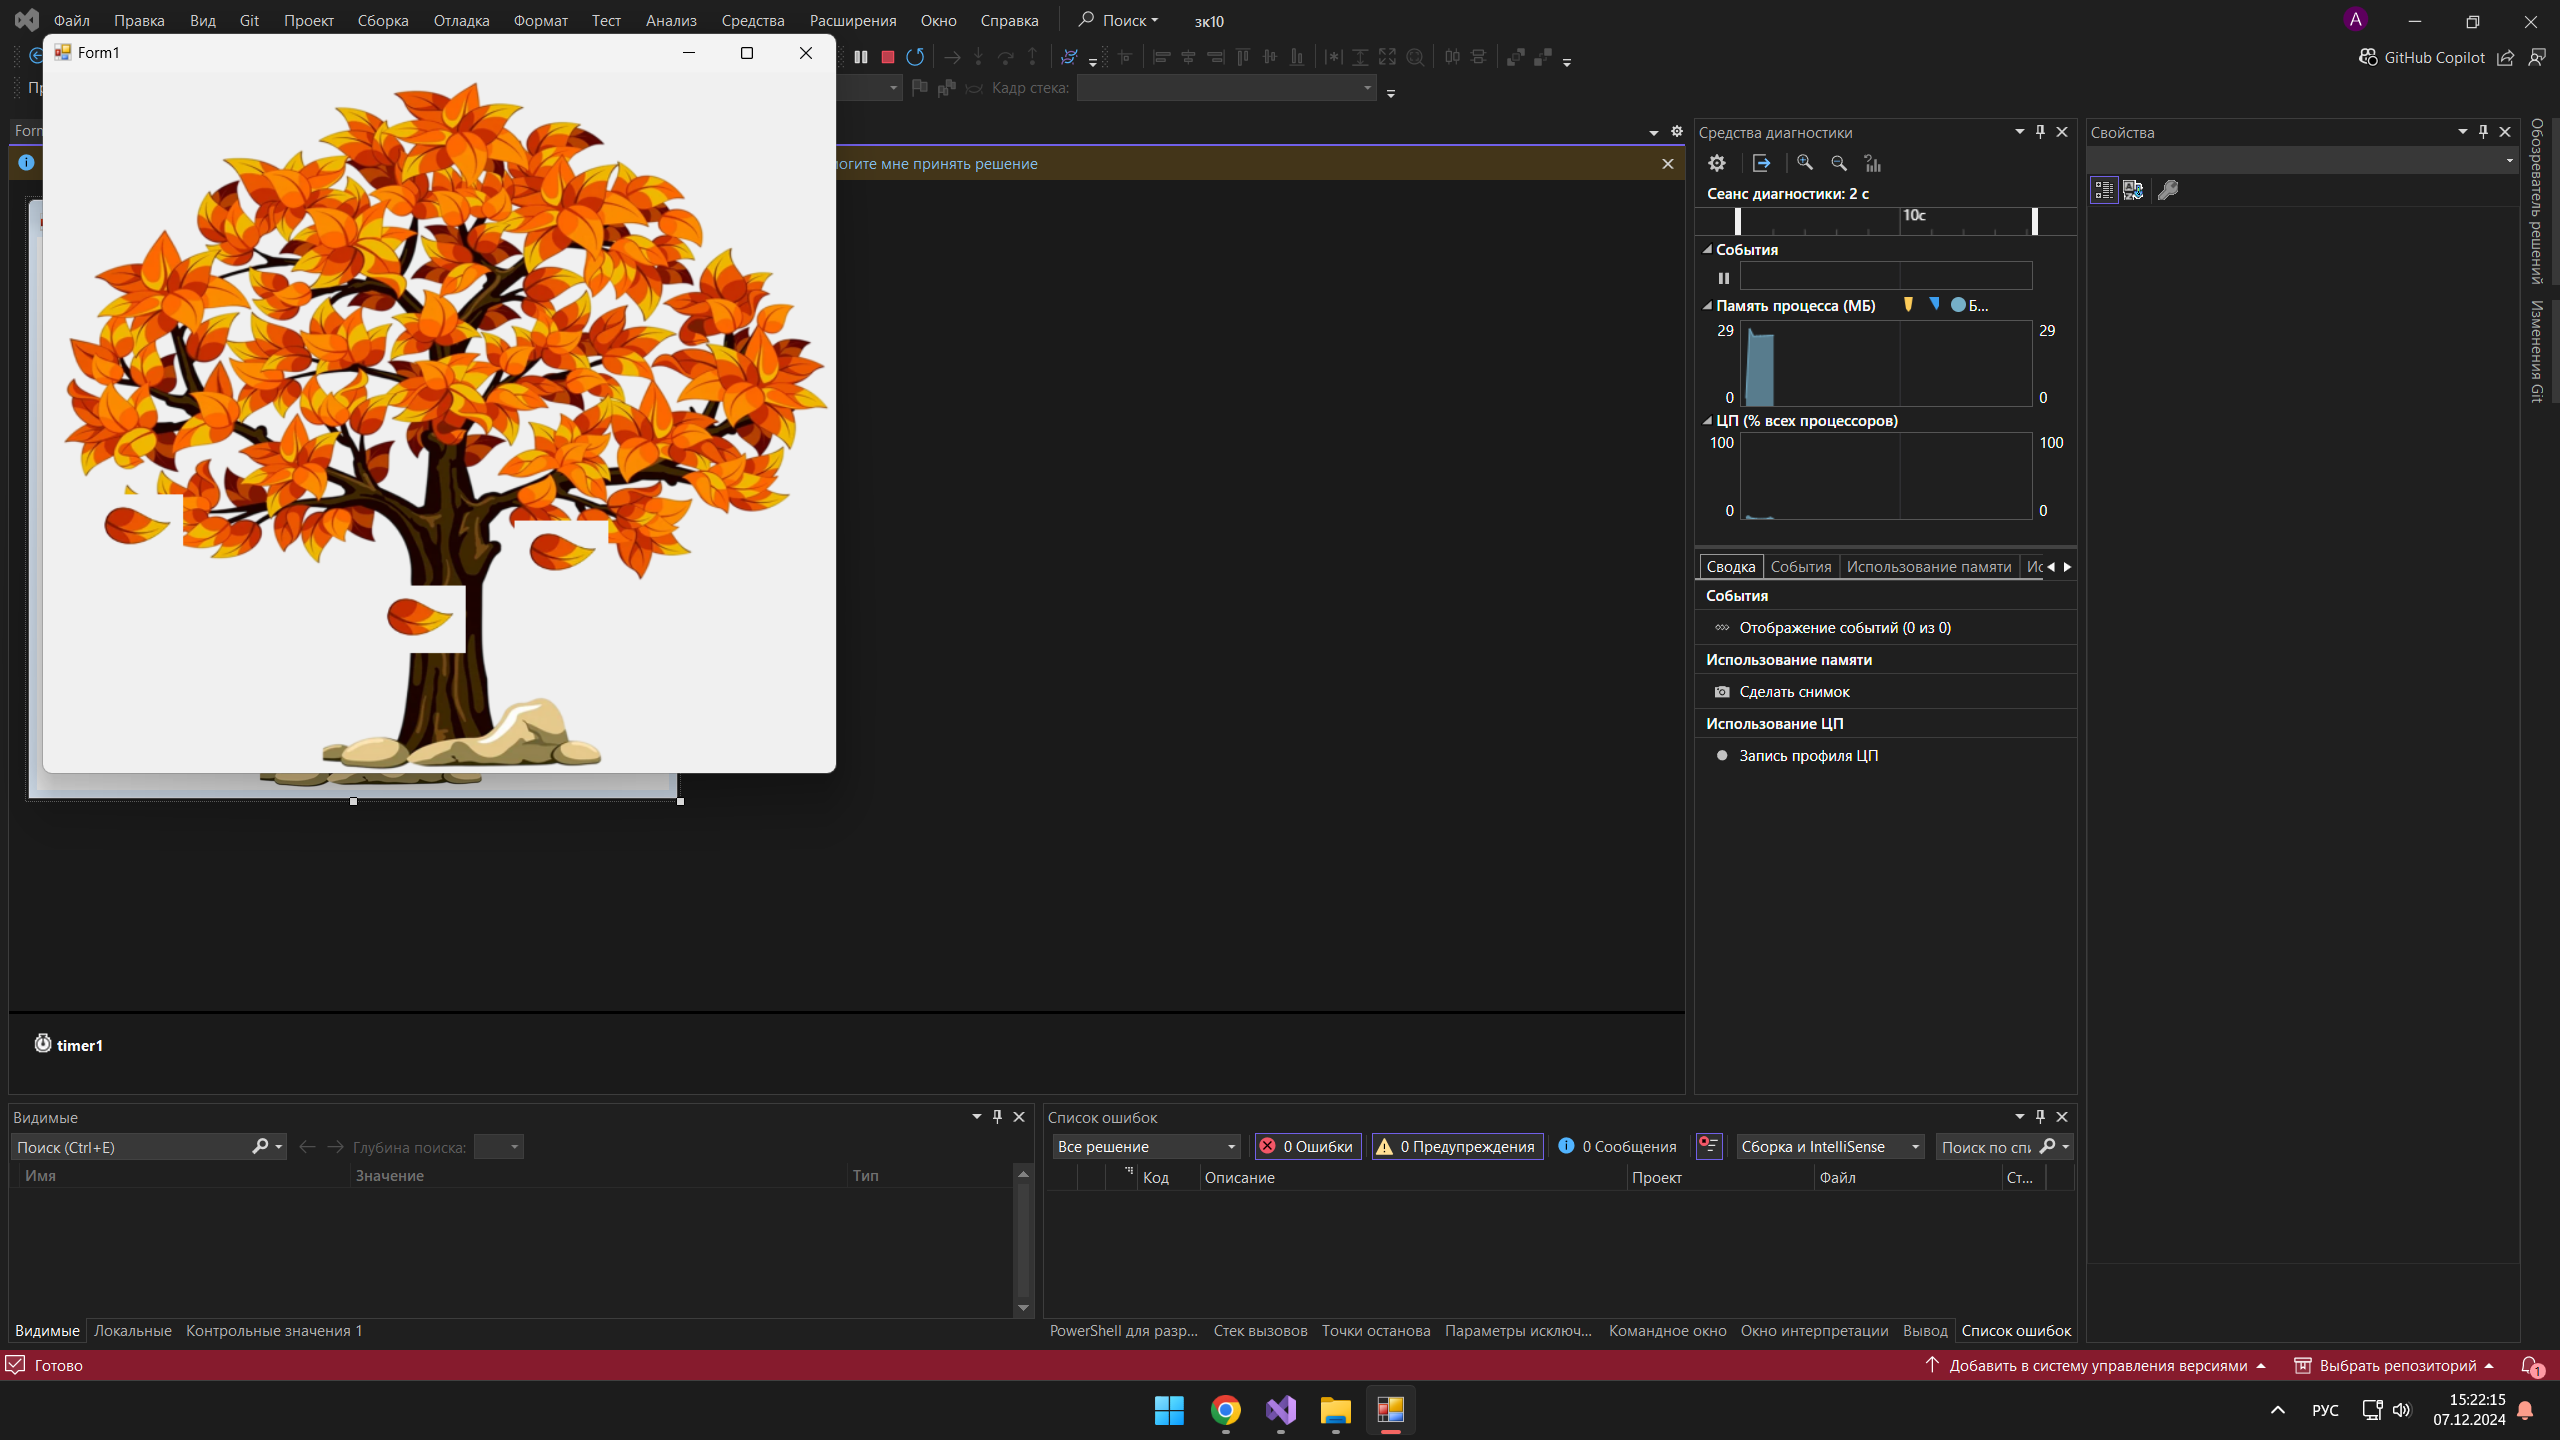 Файл Правка Вид Git Проект Сборка Отладка Формат Тест Анализ Средства Расширения Окно Справка Поиск зк10 A
Form1
GitHub Copilot
Кадр стека:
Средства диагностики
Свойства
могите мне принять решение
Сеанс диагностики: 2 с
10с
События
Память процесса (МБ) Б...
29 29
0 0
ЦП (% всех процессоров)
100 100
0 0
Сводка События Использование памяти Ис
События
Отображение событий (0 из 0)
Использование памяти
Сделать снимок
Использование ЦП
Запись профиля ЦП
Обозреватель решений
Изменения Git
timer1
Видимые
Поиск (Ctrl+E) Глубина поиска:
Имя Значение Тип
Видимые Локальные Контрольные значения 1
Список ошибок
Все решение 0 Ошибки 0 Предупреждения 0 Сообщения Сборка и IntelliSense Поиск по спи
Код Описание Проект Файл Ст...
PowerShell для разр... Стек вызовов Точки останова Параметры исключ... Командное окно Окно интерпретации Вывод Список ошибок
Готово Добавить в систему управления версиями Выбрать репозиторий 1
РУС 15:22:15
07.12.2024